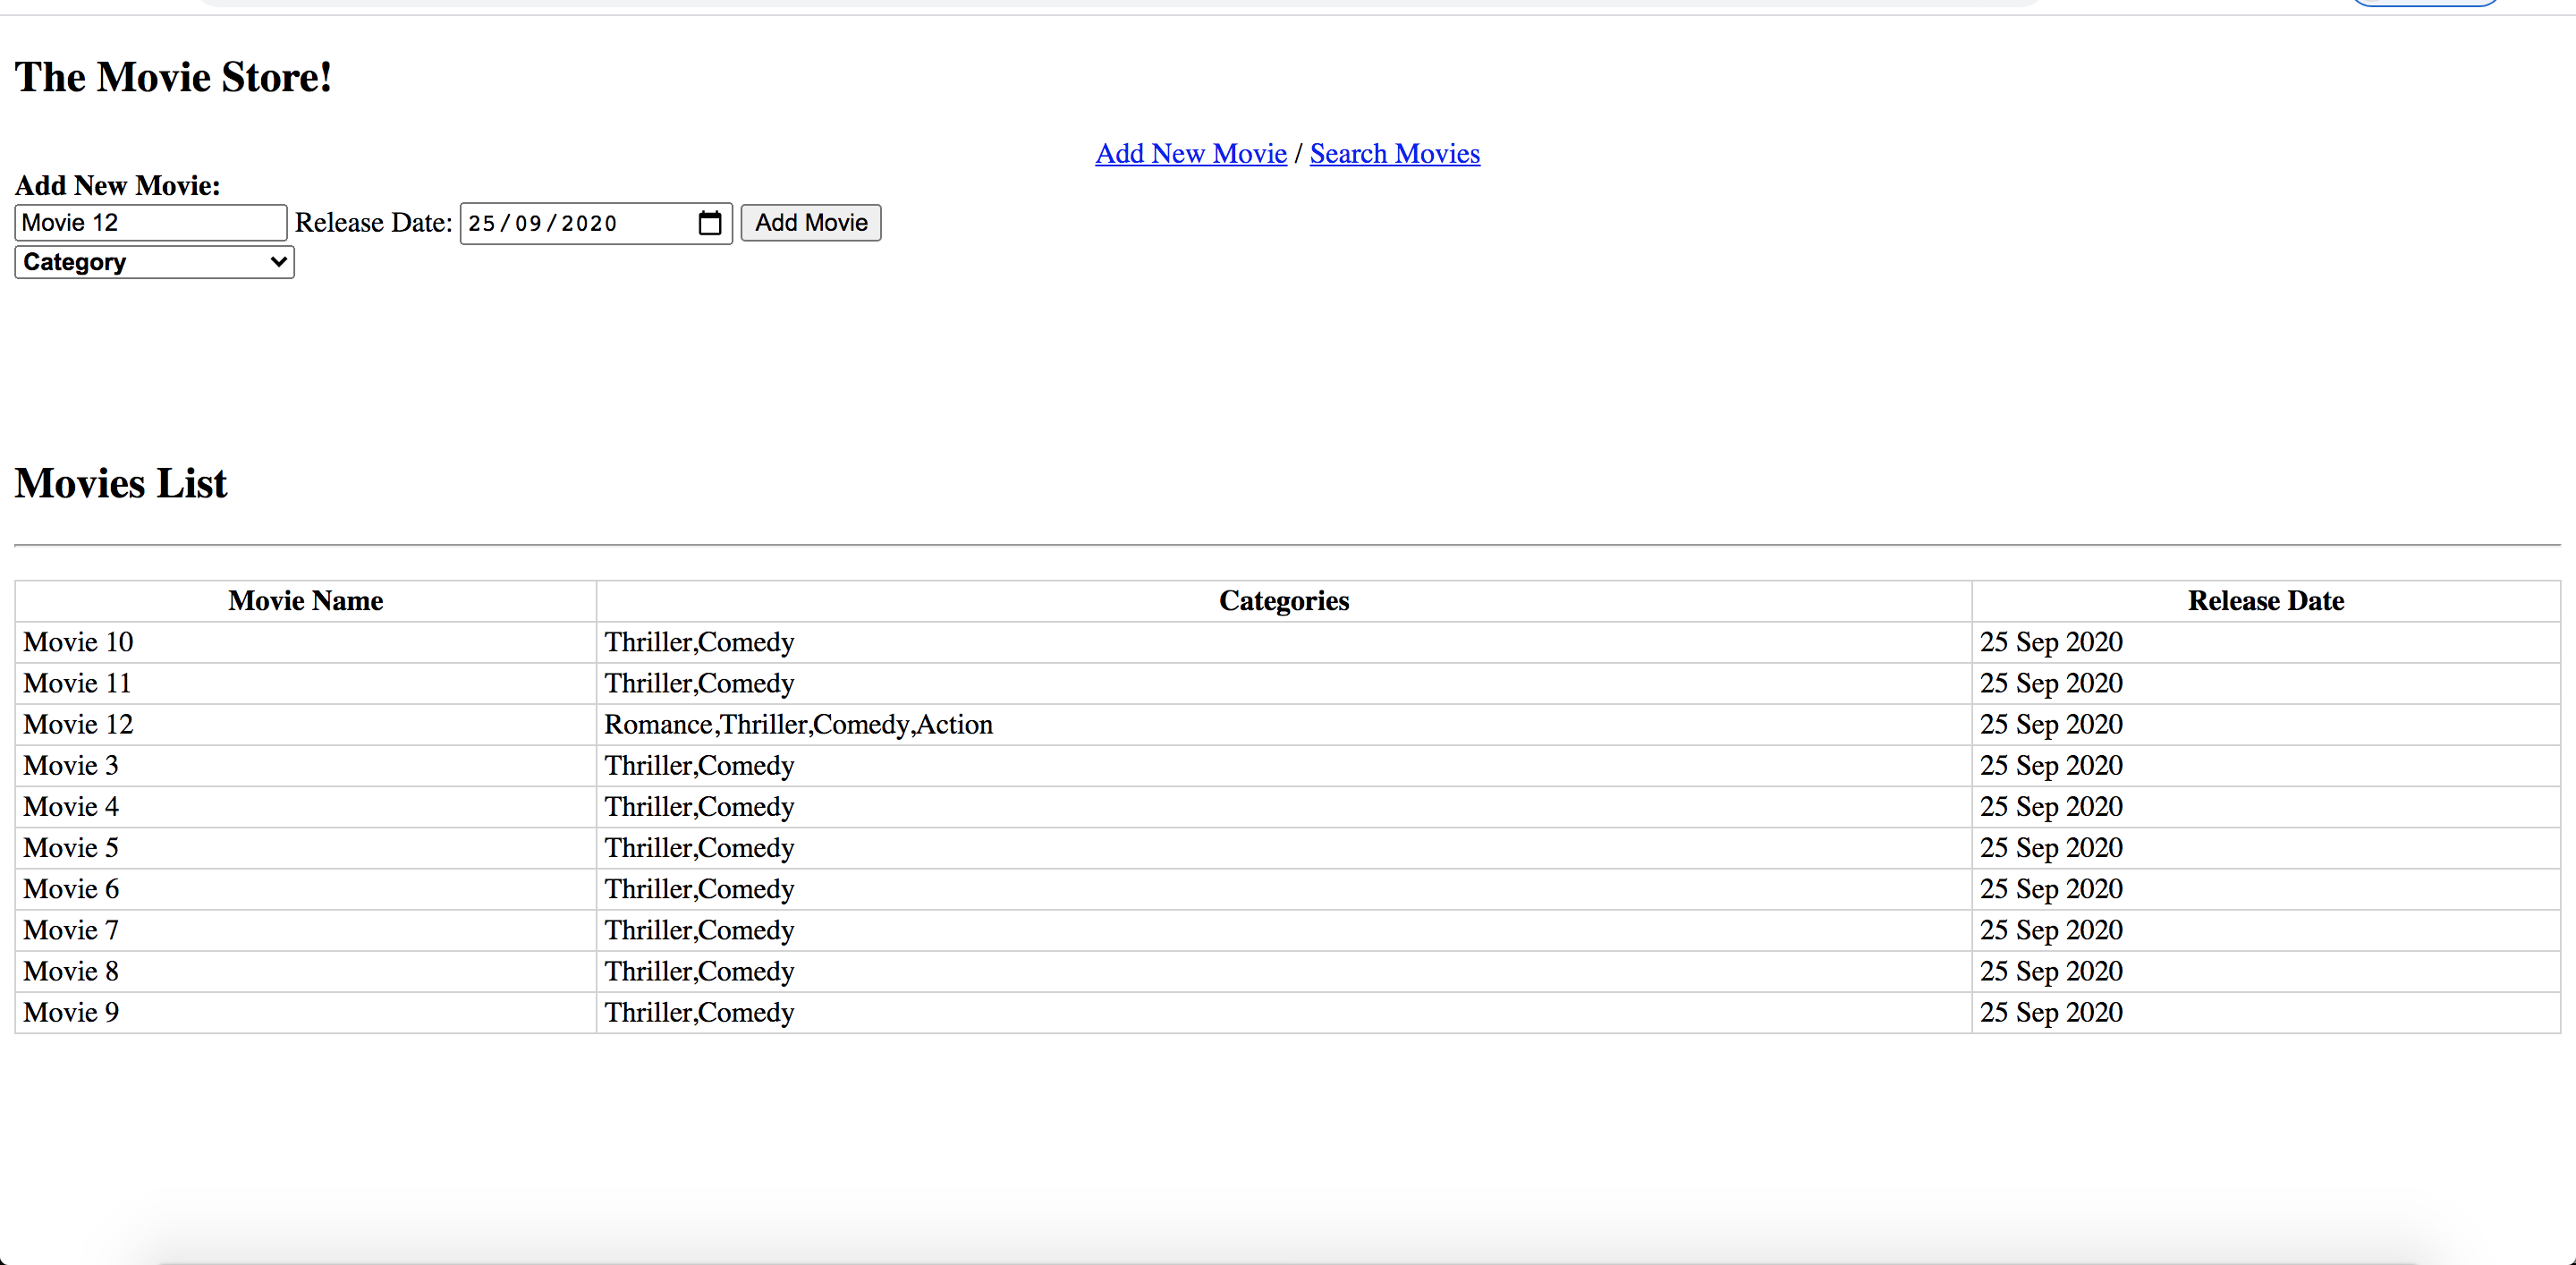 The Movie Store!
Add New Movie / Search Movies
Add New Movie:
Movie 12 Release Date: 25/09/2020 Add Movie
Category
Movies List
Movie Name Categories Release Date
Movie 10 Thriller,Comedy 25 Sep 2020
Movie 11 Thriller,Comedy 25 Sep 2020
Movie 12 Romance,Thriller,Comedy,Action 25 Sep 2020
Movie 3 Thriller,Comedy 25 Sep 2020
Movie 4 Thriller,Comedy 25 Sep 2020
Movie 5 Thriller,Comedy 25 Sep 2020
Movie 6 Thriller,Comedy 25 Sep 2020
Movie 7 Thriller,Comedy 25 Sep 2020
Movie 8 Thriller,Comedy 25 Sep 2020
Movie 9 Thriller,Comedy 25 Sep 2020